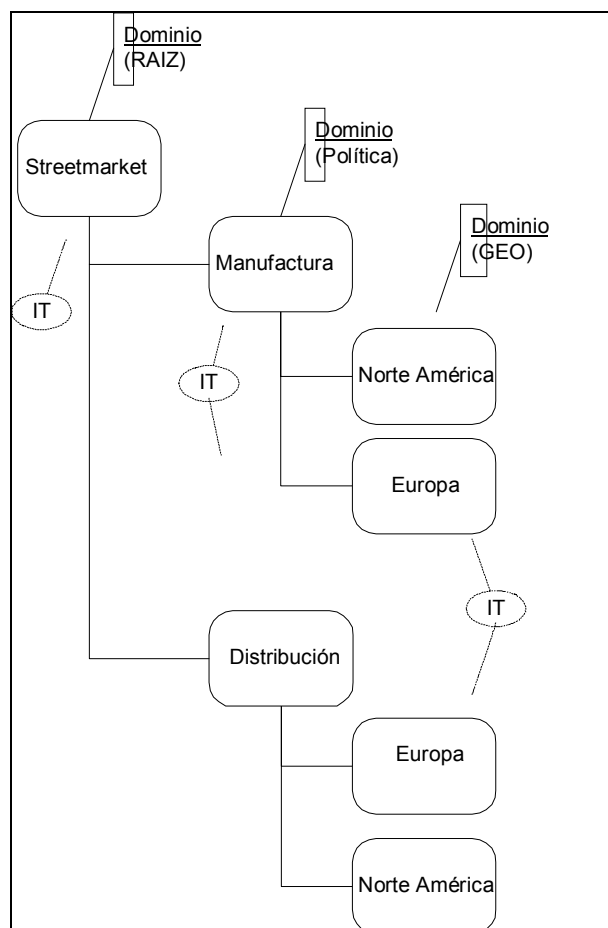 Dominio
(RAIZ)
Streetmarket
Dominio
(Política)
Manufactura
Dominio
(GEO)
IT
IT
Norte América
Europa
IT
Distribución
Europa
Norte América